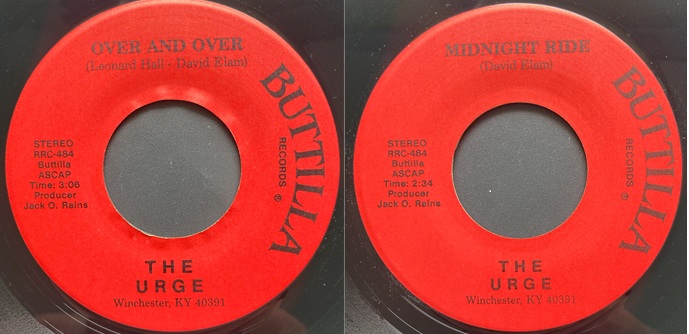 OVER AND OVER
(Leonard Hall - David Elam)
BUTTILLA
RECORDS ®
STEREO
RRC-484
Buttilla
ASCAP
Time: 3:06
Producer
Jack O. Rains
THE
URGE
Winchester, KY 40391
MIDNIGHT RIDE
(David Elam)
BUTTILLA
RECORDS ®
STEREO
RRC-484
Buttilla
ASCAP
Time: 2:34
Producer
Jack O. Rains
THE
URGE
Winchester, KY 40391